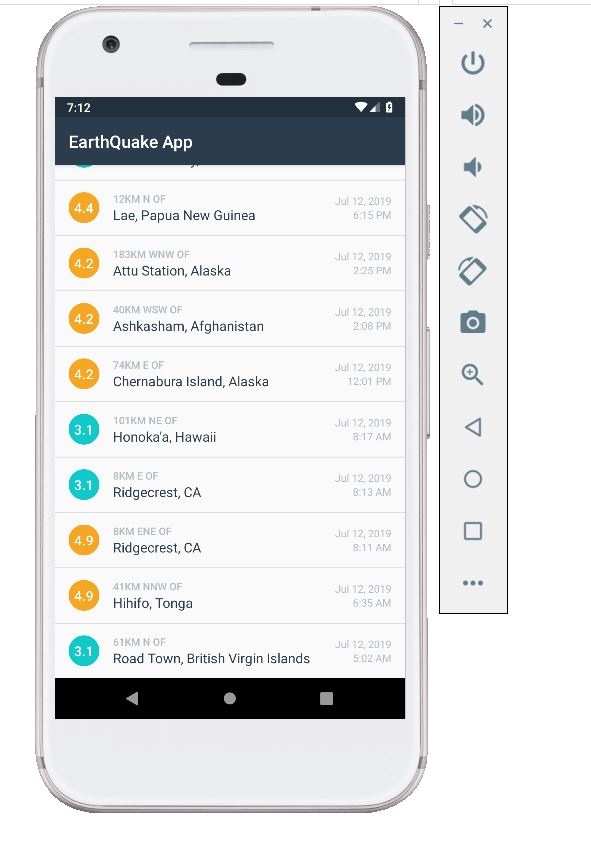 7:12
EarthQuake App
4.4
12KM N OF
Lae, Papua New Guinea
Jul 12, 2019
6:15 PM
4.2
183KM WNW OF
Attu Station, Alaska
Jul 12, 2019
2:25 PM
4.2
40KM WSW OF
Ashkasham, Afghanistan
Jul 12, 2019
2:08 PM
4.2
74KM E OF
Chernabura Island, Alaska
Jul 12, 2019
12:01 PM
3.1
101KM NE OF
Honoka'a, Hawaii
Jul 12, 2019
8:17 AM
3.1
8KM E OF
Ridgecrest, CA
Jul 12, 2019
8:13 AM
4.9
8KM ENE OF
Ridgecrest, CA
Jul 12, 2019
8:11 AM
4.9
41KM NNW OF
Hihifo, Tonga
Jul 12, 2019
6:35 AM
3.1
61KM N OF
Road Town, British Virgin Islands
Jul 12, 2019
5:02 AM